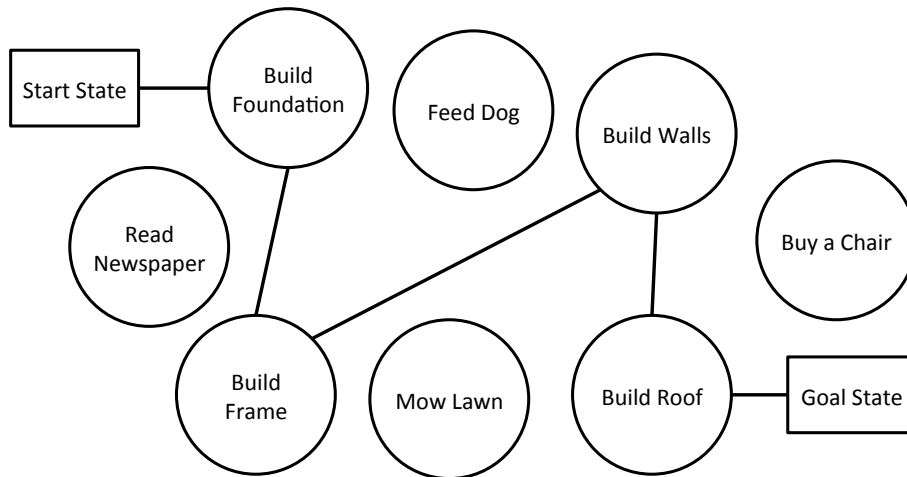 Start State
Build
Foundation
Feed Dog
Build Walls
Read
Newspaper
Buy a Chair
Build
Frame
Mow Lawn
Build Roof
Goal State